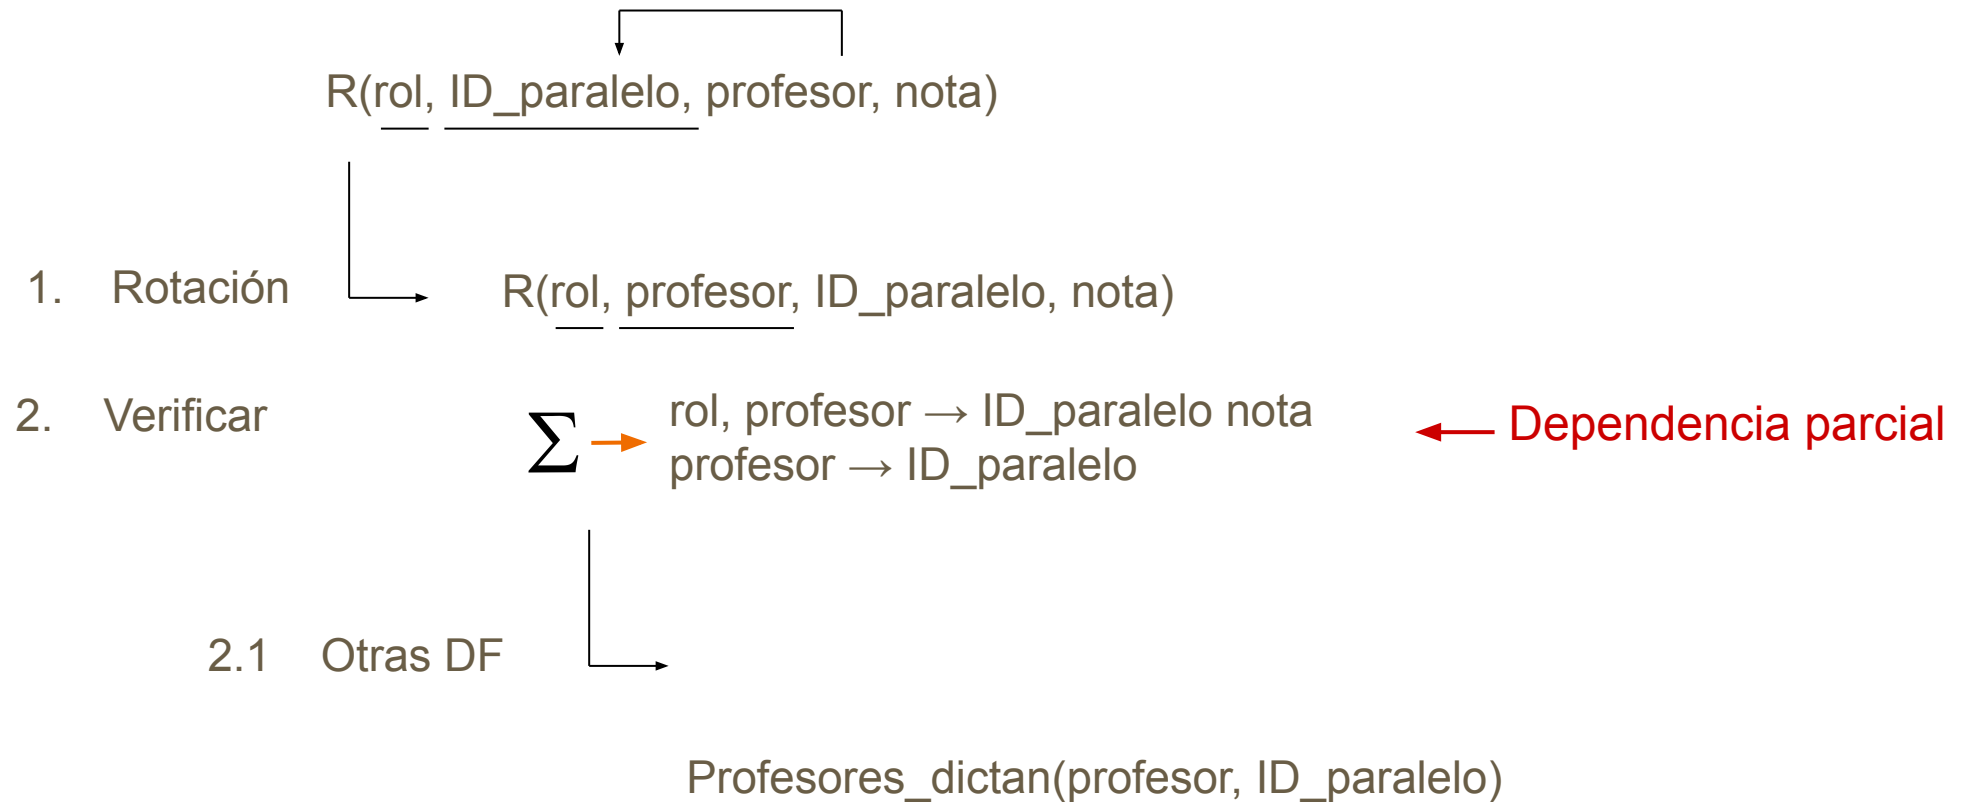 R(rol, ID_paralelo, profesor, nota)
1. Rotación R(rol, profesor, ID_paralelo, nota)
2. Verificar Σ rol, profesor → ID_paralelo nota
profesor → ID_paralelo
Dependencia parcial
2.1 Otras DF
Profesores_dictan(profesor, ID_paralelo)